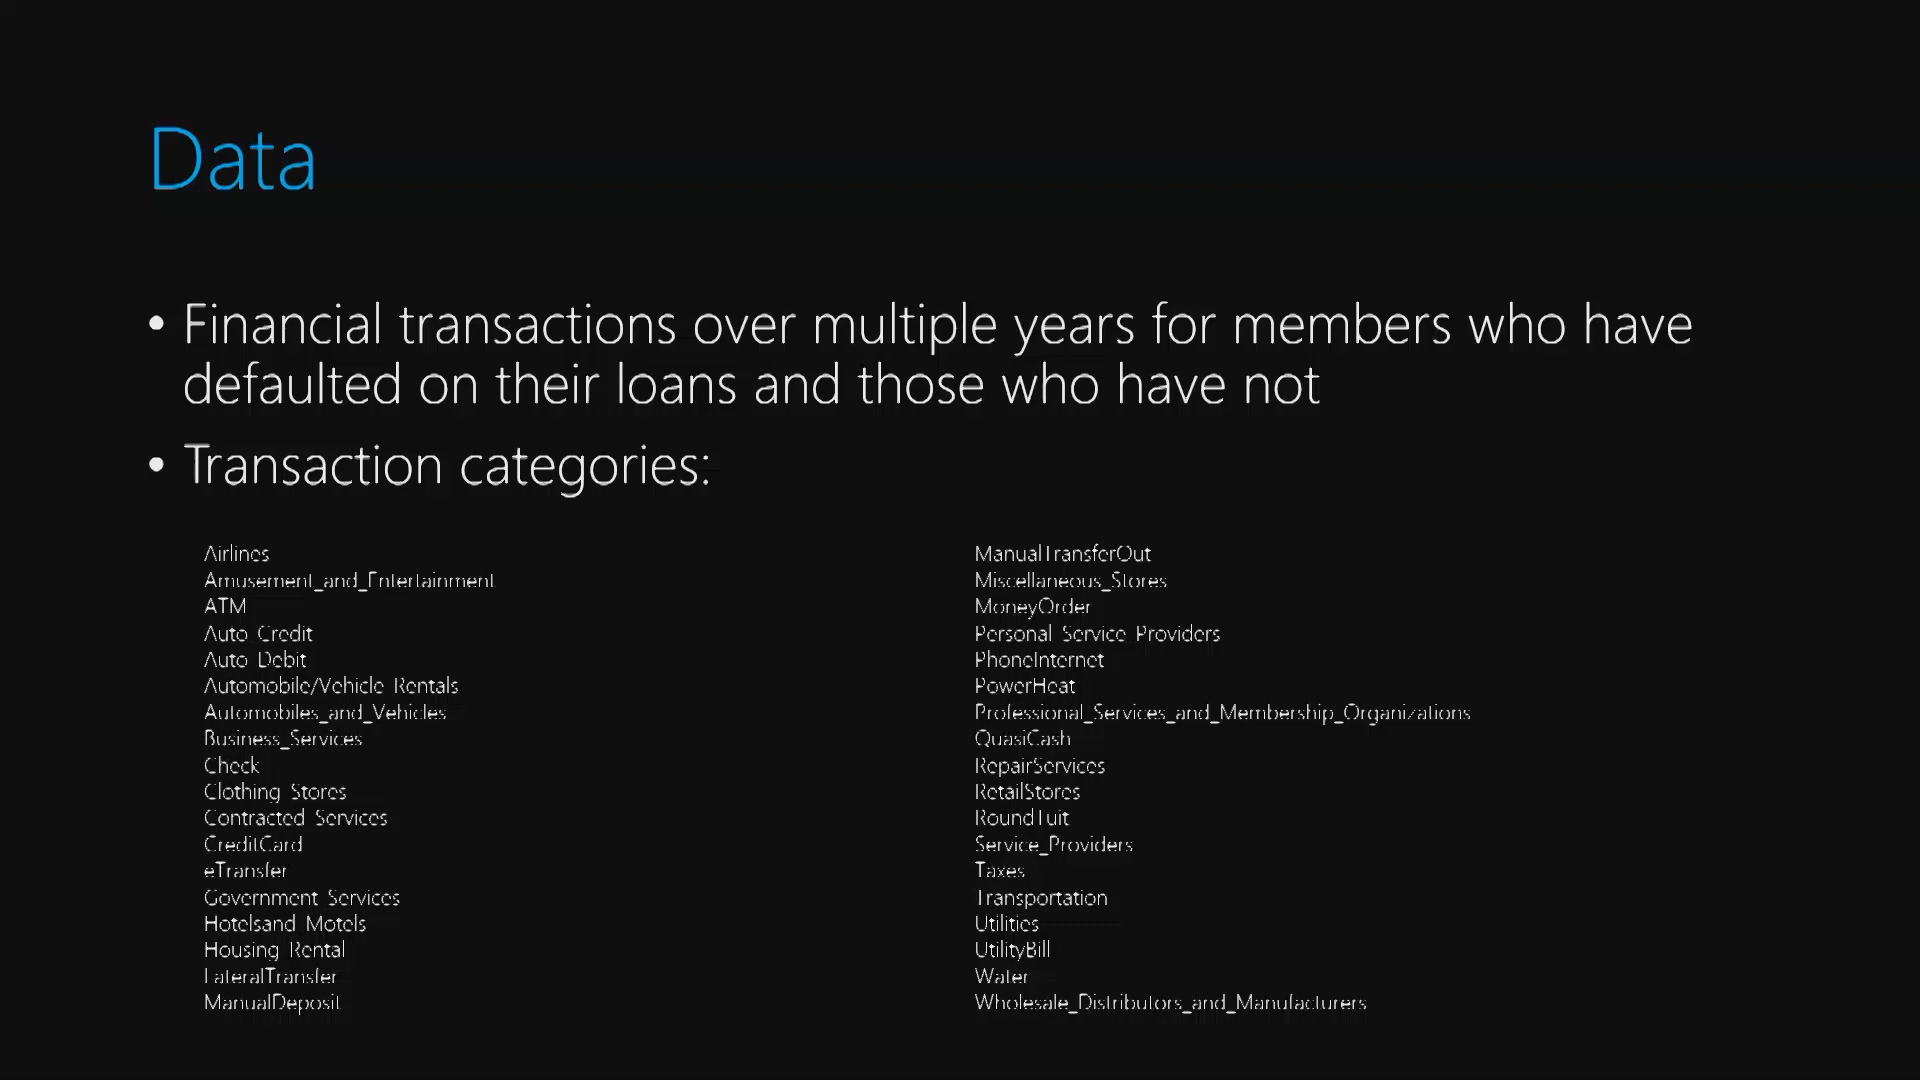 Data
• Financial transactions over multiple years for members who have
defaulted on their loans and those who have not
• Transaction categories:
Airlines
Amusement_and_Entertainment
ATM
Auto Credit
Auto Debit
Automobile/Vehicle Rentals
Automobiles_and_Vehicles
Business_Services
Check
Clothing Stores
Contracted Services
CreditCard
eTransfer
Government Services
Hotelsand Motels
Housing Rental
LateralTransfer
ManualDeposit
ManualTransferOut
Miscellaneous_Stores
MoneyOrder
Personal Service Providers
PhoneInternet
PowerHeat
Professional_Services_and_Membership_Organizations
QuasiCash
RepairServices
RetailStores
RoundTuit
Service_Providers
Taxes
Transportation
Utilities
UtilityBill
Water
Wholesale_Distributors_and_Manufacturers